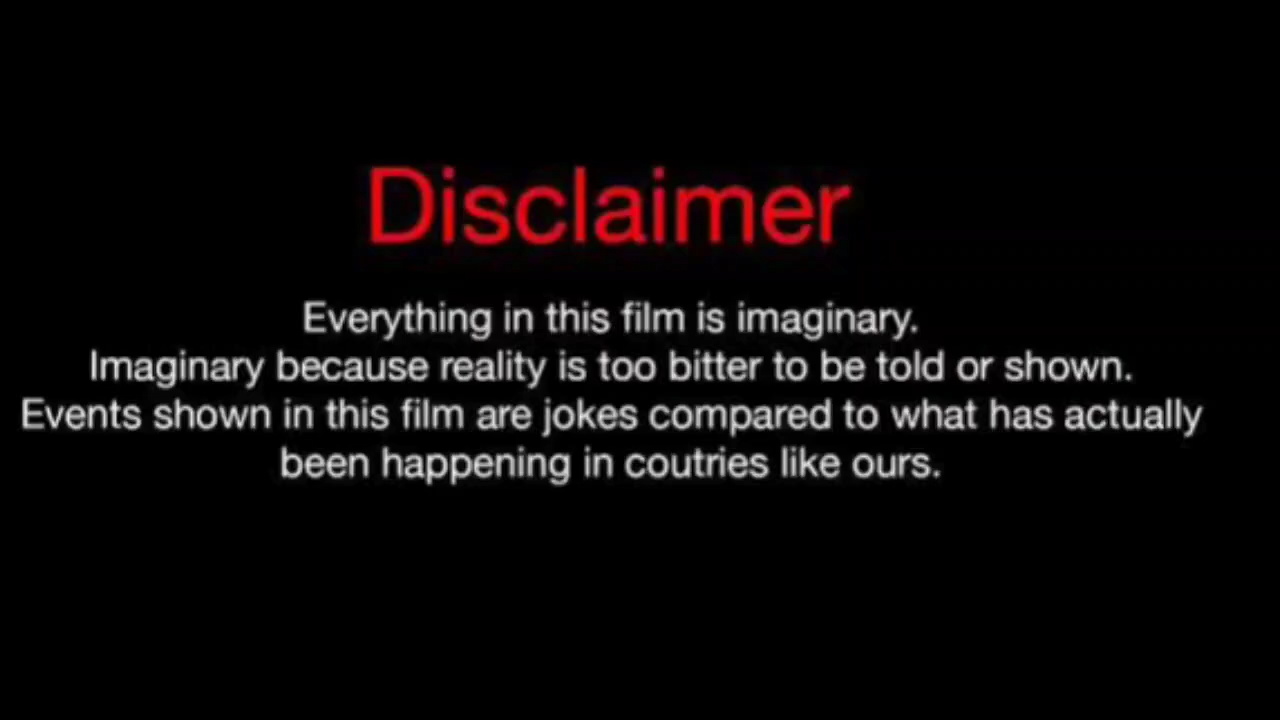 Disclaimer
Everything in this film is imaginary.
Imaginary because reality is too bitter to be told or shown.
Events shown in this film are jokes compared to what has actually
been happening in coutries like ours.